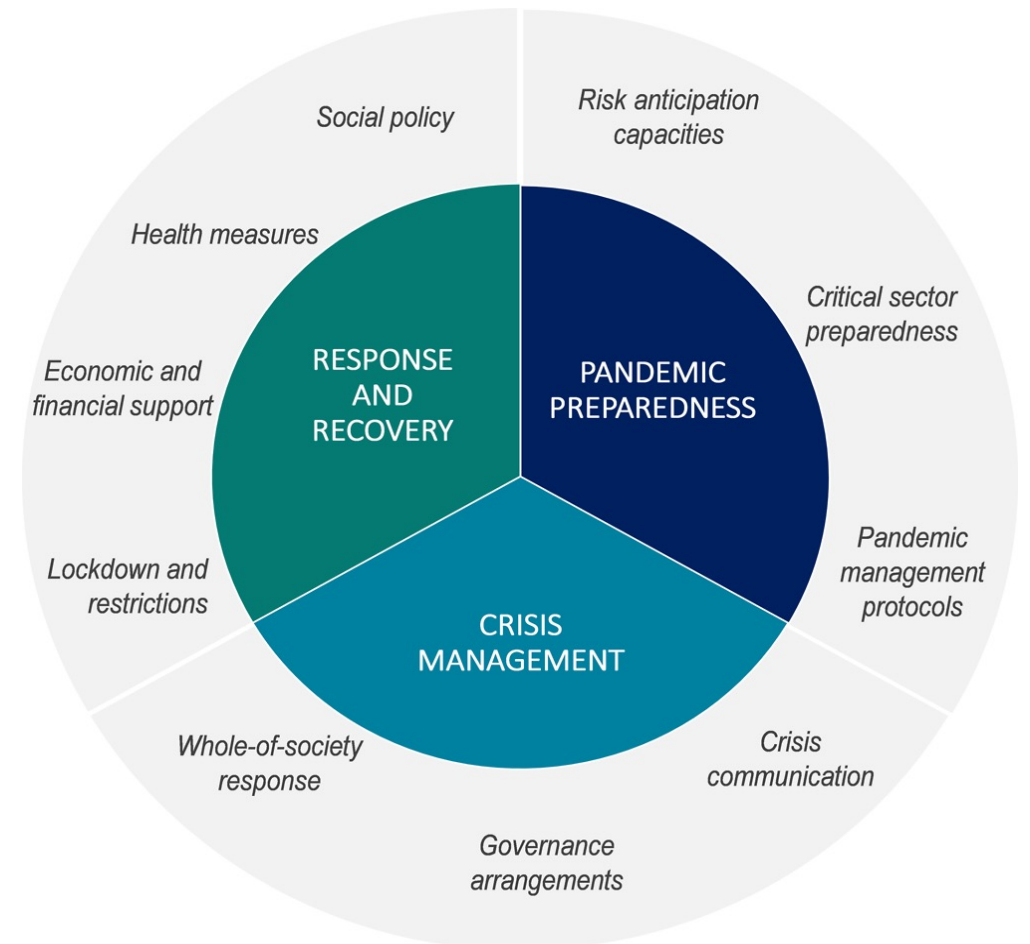 Social policy
Risk anticipation
capacities
Health measures
Critical sector
preparedness
Economic and
financial support
RESPONSE
AND
RECOVERY
PANDEMIC
PREPAREDNESS
Lockdown and
restrictions
Pandemic
management
protocols
CRISIS
MANAGEMENT
Whole-of-society
response
Crisis
communication
Governance
arrangements